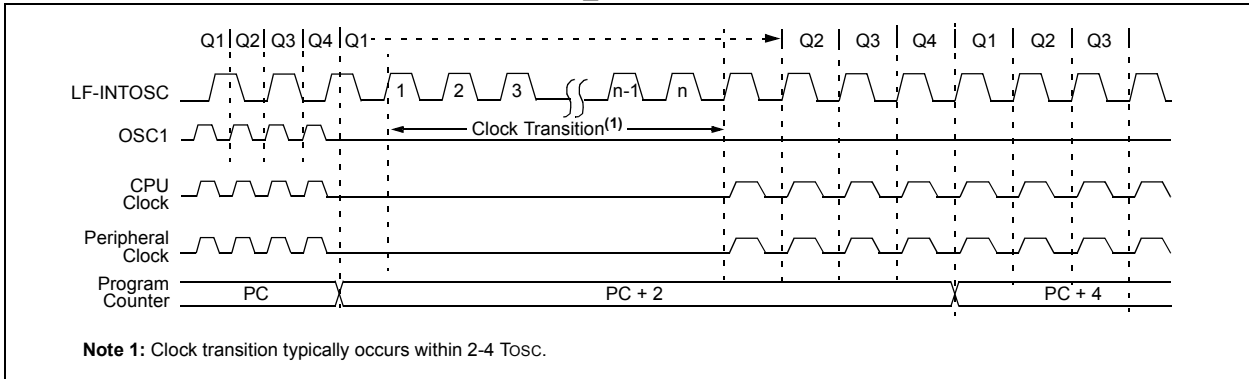 Q1 Q2 Q3 Q4 Q1 Q2 Q3 Q4 Q1 Q2 Q3
LF-INTOSC 1 2 3 n-1 n
Clock Transition(1)
OSC1
CPU
Clock
Peripheral
Clock
Program
Counter
PC PC + 2 PC + 4
Note 1: Clock transition typically occurs within 2-4 TOSC.